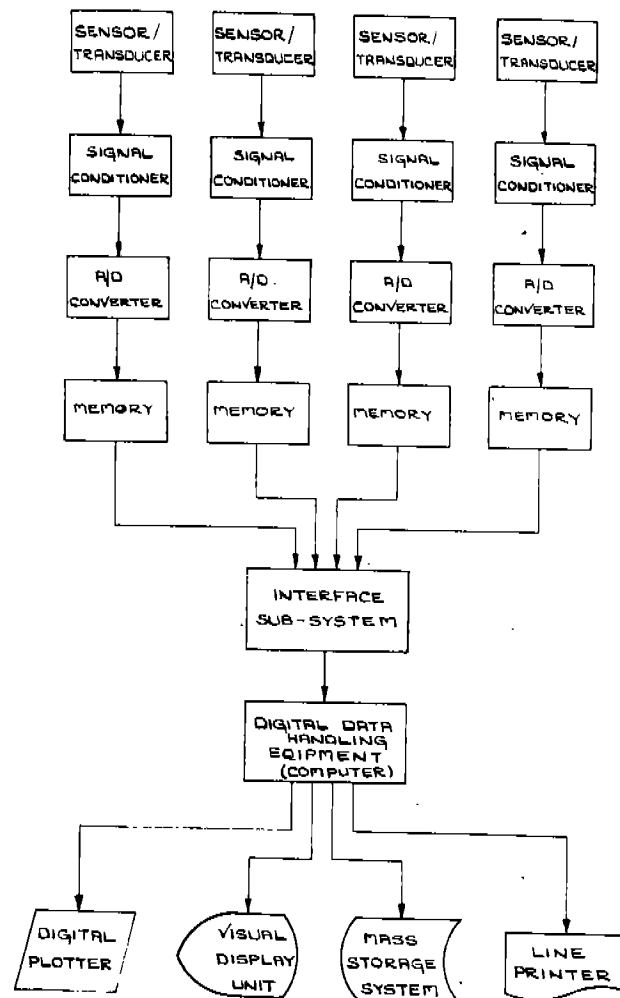 SENSOR/
TRANSDUCER
SENSOR/
TRANSDUCER
SENSOR/
TRANSDUCER
SENSOR/
TRANSDUCER
SIGNAL
CONDITIONER
SIGNAL
CONDITIONER
SIGNAL
CONDITIONER
SIGNAL
CONDITIONER
A/D
CONVERTER
A/D
CONVERTER
A/D
CONVERTER
A/D
CONVERTER
MEMORY
MEMORY
MEMORY
MEMORY
INTERFACE
SUB-SYSTEM
DIGITAL DATA
HANDLING
EQIPMENT
(COMPUTER)
DIGITAL
PLOTTER
VISUAL
DISPLAY
UNIT
MASS
STORAGE
SYSTEM
LINE
PRINTER